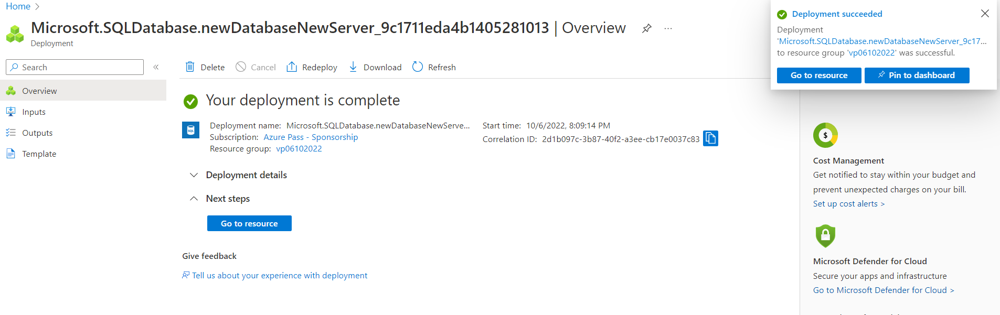 Home >
Microsoft.SQLDatabase.newDatabaseNewServer_9c1711eda4b1405281013 | Overview
Deployment
Search
Overview
Inputs
Outputs
Template
Delete
Cancel
Redeploy
Download
Refresh
Your deployment is complete
Deployment name: Microsoft.SQLDatabase.newDatabaseNewServe...
Subscription: Azure Pass - Sponsorship
Resource group: vp06102022
Start time: 10/6/2022, 8:09:14 PM
Correlation ID: 2d1b097c-3b87-40f2-a3ee-cb17e0037c83
Deployment details
Next steps
Go to resource
Give feedback
Tell us about your experience with deployment
Deployment succeeded
Deployment
'Microsoft.SQLDatabase.newDatabaseNewServer_9c17...
to resource group 'vp06102022' was successful.
Go to resource
Pin to dashboard
Cost Management
Get notified to stay within your budget and
prevent unexpected charges on your bill.
Set up cost alerts >
Microsoft Defender for Cloud
Secure your apps and infrastructure
Go to Microsoft Defender for Cloud >